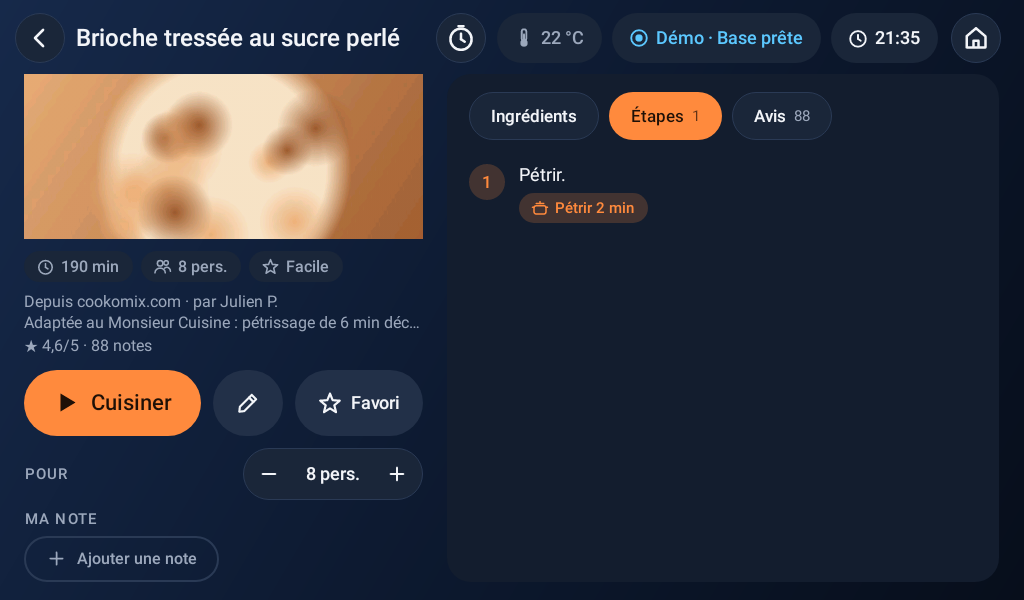 Brioche tressée au sucre perlé
22 °C
Démo · Base prête
21:35
190 min
8 pers.
Facile
Depuis cookomix.com · par Julien P.
Adaptée au Monsieur Cuisine : pétrissage de 6 min déc…
★ 4,6/5 · 88 notes
Cuisiner
Favori
POUR
8 pers.
MA NOTE
Ajouter une note
Ingrédients
Étapes 1
Avis 88
1
Pétrir.
Pétrir 2 min